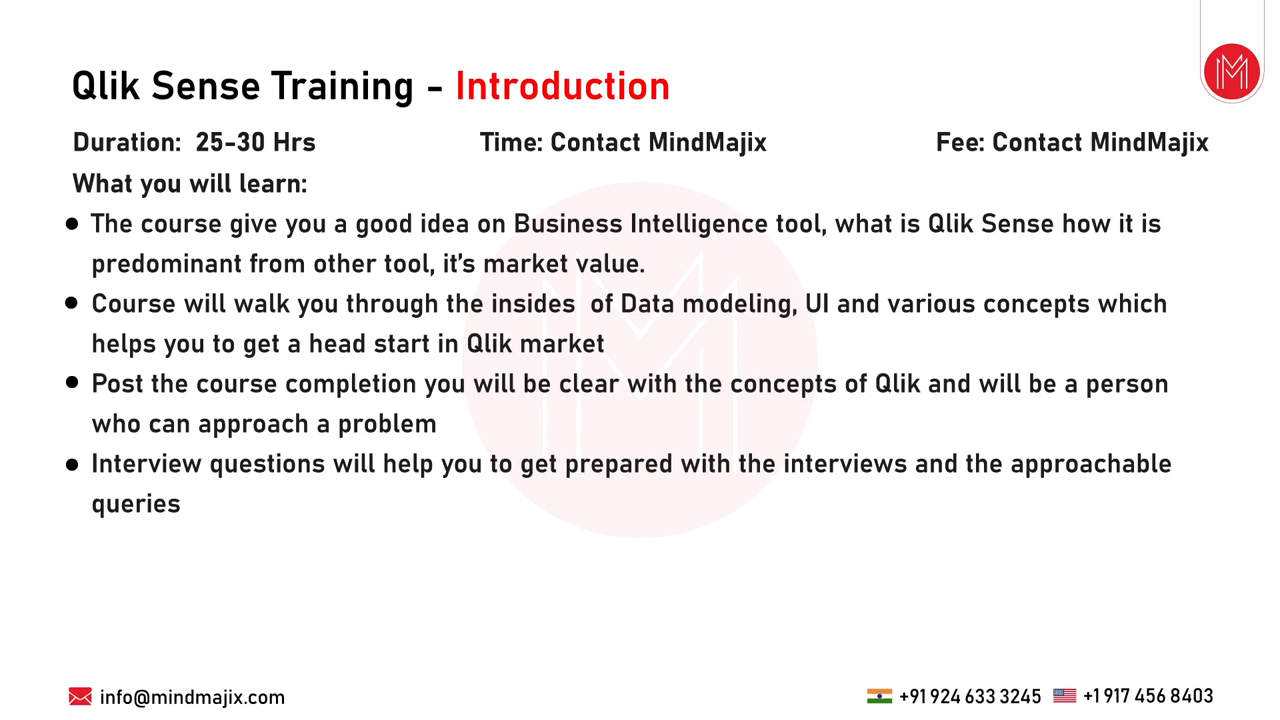 Qlik Sense Training - Introduction
Duration: 25-30 Hrs Time: Contact MindMajix Fee: Contact MindMajix
What you will learn:
● The course give you a good idea on Business Intelligence tool, what is Qlik Sense how it is
predominant from other tool, it's market value.
● Course will walk you through the insides of Data modeling, UI and various concepts which
helps you to get a head start in Qlik market
● Post the course completion you will be clear with the concepts of Qlik and will be a person
who can approach a problem
● Interview questions will help you to get prepared with the interviews and the approachable
queries
info@mindmajix.com +91 924 633 3245 +1 917 456 8403